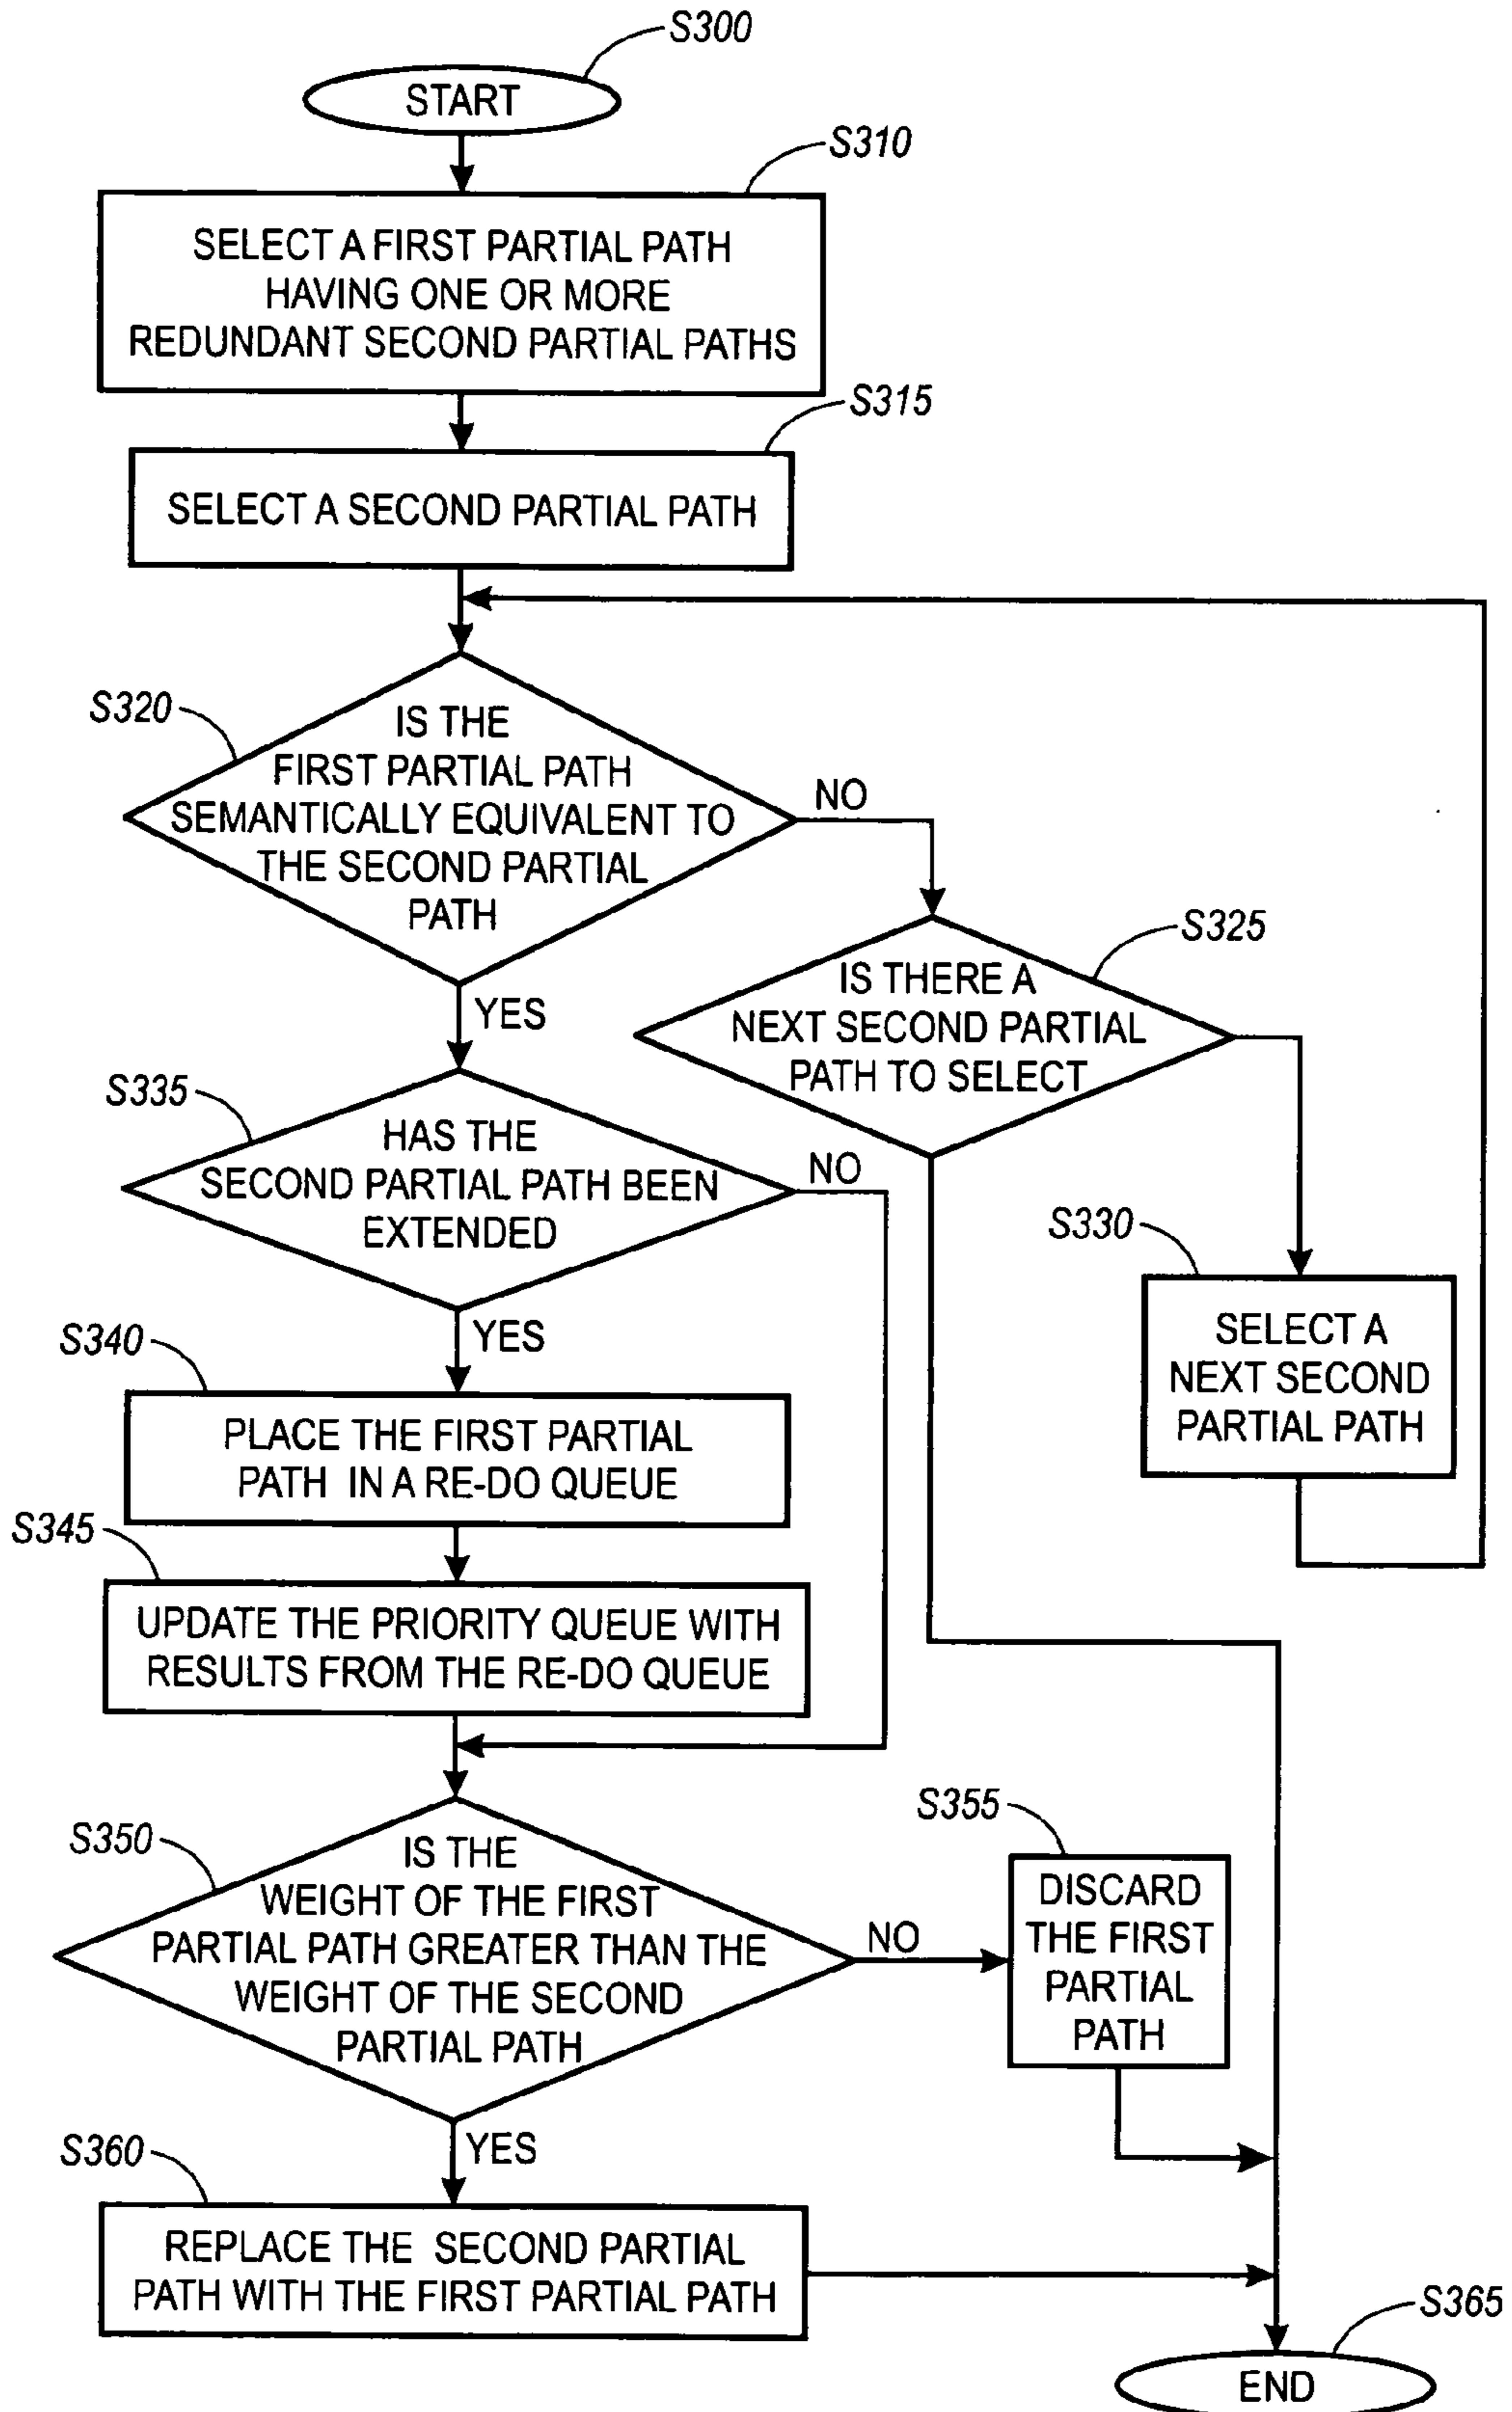 S300
START
S310
SELECT A FIRST PARTIAL PATH
HAVING ONE OR MORE
REDUNDANT SECOND PARTIAL PATHS
S315
SELECT A SECOND PARTIAL PATH
S320
IS THE
FIRST PARTIAL PATH
SEMANTICALLY EQUIVALENT TO
THE SECOND PARTIAL
PATH
NO
YES
S325
IS THERE A
NEXT SECOND PARTIAL
PATH TO SELECT
S335
HAS THE
SECOND PARTIAL PATH BEEN
EXTENDED
NO
YES
S330
SELECT A
NEXT SECOND
PARTIAL PATH
S340
PLACE THE FIRST PARTIAL
PATH IN A RE-DO QUEUE
S345
UPDATE THE PRIORITY QUEUE WITH
RESULTS FROM THE RE-DO QUEUE
S350
IS THE
WEIGHT OF THE FIRST
PARTIAL PATH GREATER THAN THE
WEIGHT OF THE SECOND
PARTIAL PATH
NO
YES
S355
DISCARD
THE FIRST
PARTIAL
PATH
S360
REPLACE THE SECOND PARTIAL
PATH WITH THE FIRST PARTIAL PATH
S365
END